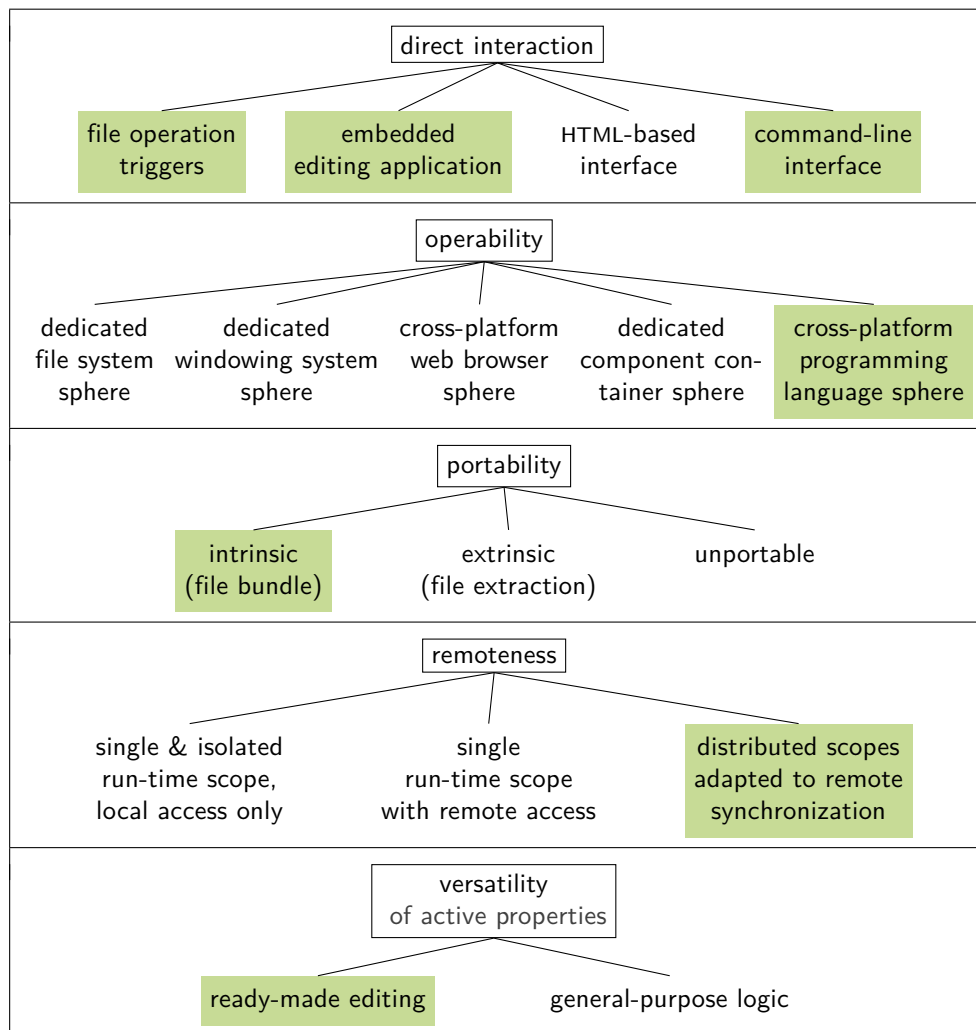 direct interaction
file operation
triggers
embedded
editing application
HTML-based
interface
command-line
interface
operability
dedicated
file system
sphere
dedicated
windowing system
sphere
cross-platform
web browser
sphere
dedicated
component con-
tainer sphere
cross-platform
programming
language sphere
portability
intrinsic
(file bundle)
extrinsic
(file extraction)
unportable
remoteness
single & isolated
run-time scope,
local access only
single
run-time scope
with remote access
distributed scopes
adapted to remote
synchronization
versatility
of active properties
ready-made editing
general-purpose logic